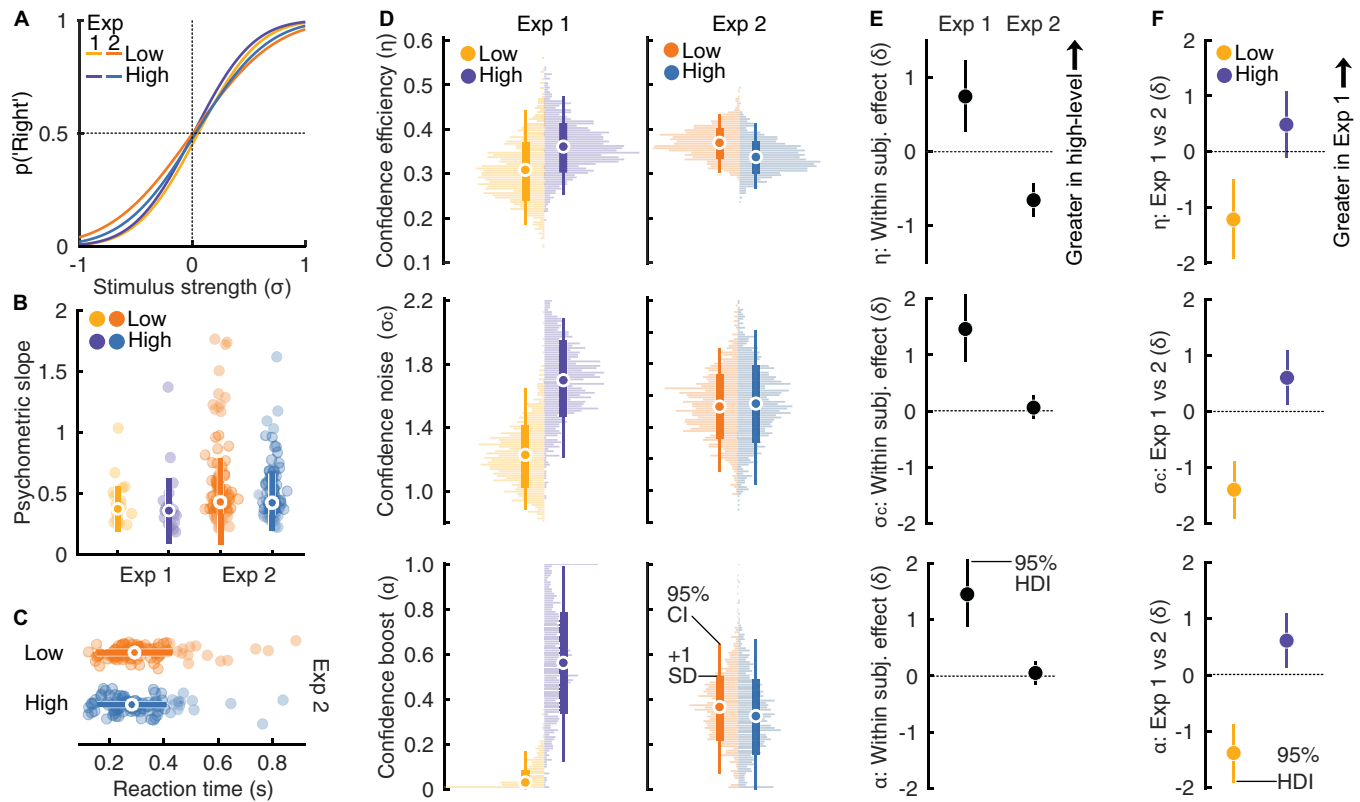 A
Exp
1 2
Low
High
1
0.5
0
p('Right')
-1
0
1
Stimulus strength (σ)
B
Low
High
2
1.5
1
0.5
0
Psychometric slope
Exp 1
Exp 2
C
Low
High
Exp 2
0.2
0.4
0.6
0.8
Reaction time (s)
D
Exp 1
Exp 2
Low
High
Low
High
0.6
0.5
0.4
0.3
0.2
0.1
Confidence efficiency (η)
2.2
1.8
1.4
1.0
Confidence noise (σc)
1.0
0.8
0.6
0.4
0.2
0
Confidence boost (α)
95%
CI
+1
SD
E
Exp 1
Exp 2
1
0
-1
η: Within subj. effect (δ)
Greater in high-level
2
1
0
-1
-2
σc: Within subj. effect (δ)
2
1
0
-1
-2
α: Within subj. effect (δ)
95%
HDI
F
Low
High
2
1
0
-1
-2
η: Exp 1 vs 2 (δ)
Greater in Exp 1
2
1
0
-1
-2
σc: Exp 1 vs 2 (δ)
2
1
0
-1
-2
α: Exp 1 vs 2 (δ)
95%
HDI